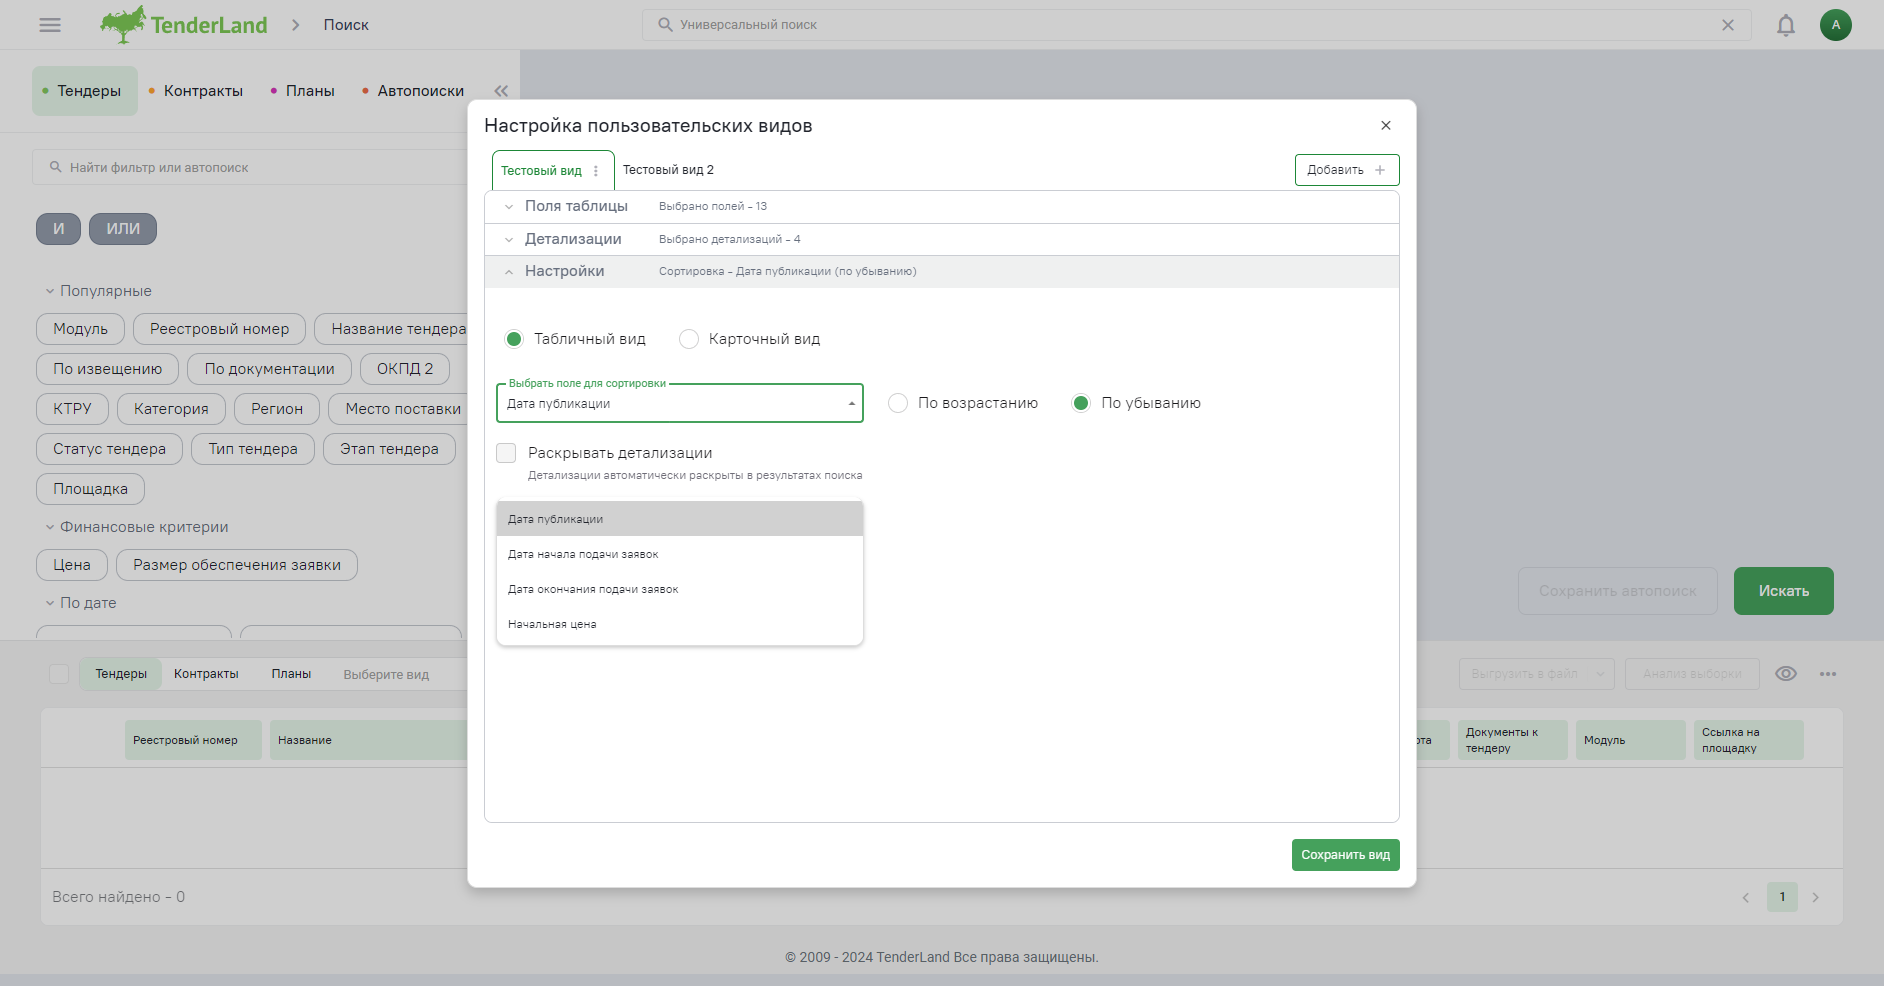 TenderLand
Поиск
Универсальный поиск
А
Тендеры
Контракты
Планы
Автопоиски
Найти фильтр или автопоиск
И
ИЛИ
Популярные
Модуль
Реестровый номер
Название тендера
По извещению
По документации
ОКПД 2
КТРУ
Категория
Регион
Место поставки
Статус тендера
Тип тендера
Этап тендера
Площадка
Финансовые критерии
Цена
Размер обеспечения заявки
По дате
Настройка пользовательских видов
Тестовый вид
Тестовый вид 2
Добавить
Поля таблицы
Выбрано полей - 13
Детализации
Выбрано детализаций - 4
Настройки
Сортировка - Дата публикации (по убыванию)
Табличный вид
Карточный вид
Выбрать поле для сортировки
Дата публикации
По возрастанию
По убыванию
Раскрывать детализации
Детализации автоматически раскрыты в результатах поиска
Дата публикации
Дата начала подачи заявок
Дата окончания подачи заявок
Начальная цена
Сохранить вид
Сохранить автопоиск
Искать
Тендеры
Контракты
Планы
Выберите вид
Выгрузить в файл
Анализ выборки
Реестровый номер
Название
Документы к
тендеру
Модуль
Ссылка на
площадку
Всего найдено - 0
1
© 2009 - 2024 TenderLand Все права защищены.